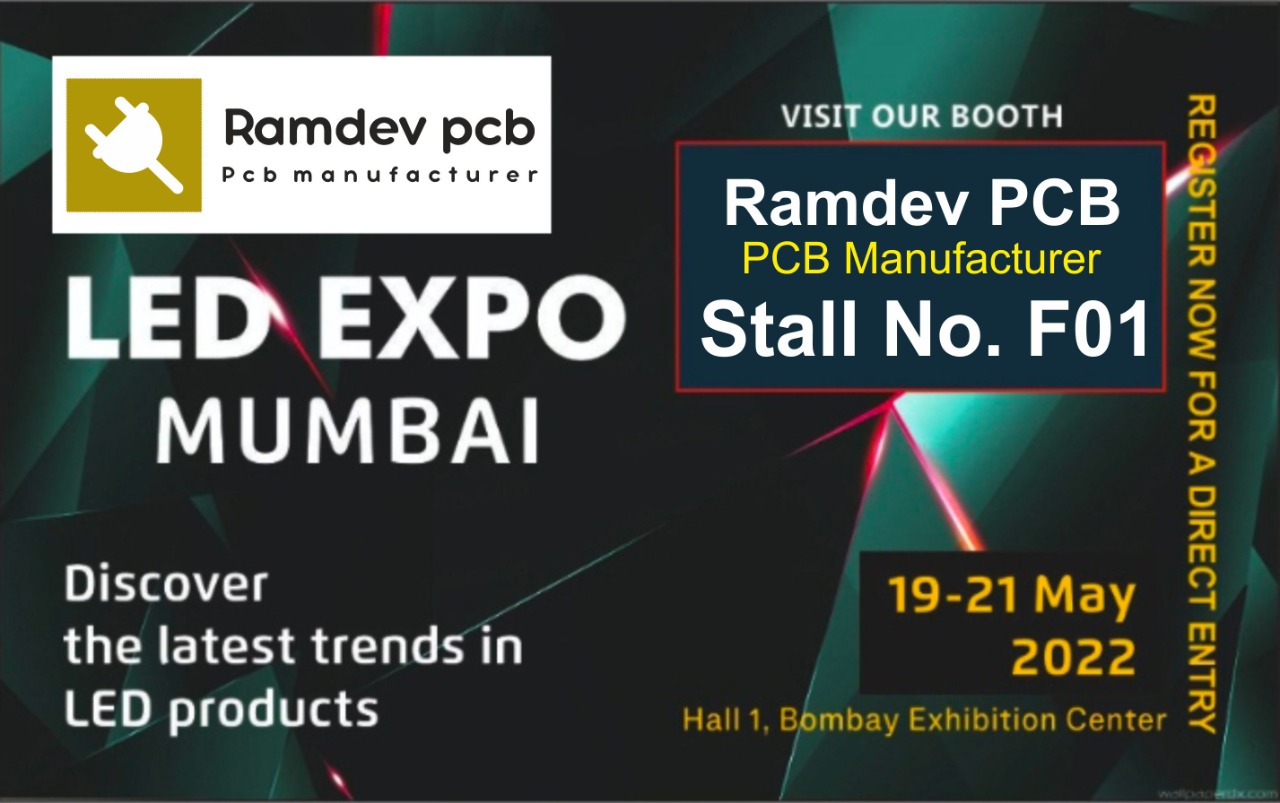 Ramdev pcb
Pcb manufacturer
LED EXPO
MUMBAI
Discover
the latest trends in
LED products
VISIT OUR BOOTH
Ramdev PCB
PCB Manufacturer
Stall No. F01
19-21 May
2022
Hall 1, Bombay Exhibition Center
REGISTER NOW FOR A DIRECT ENTRY